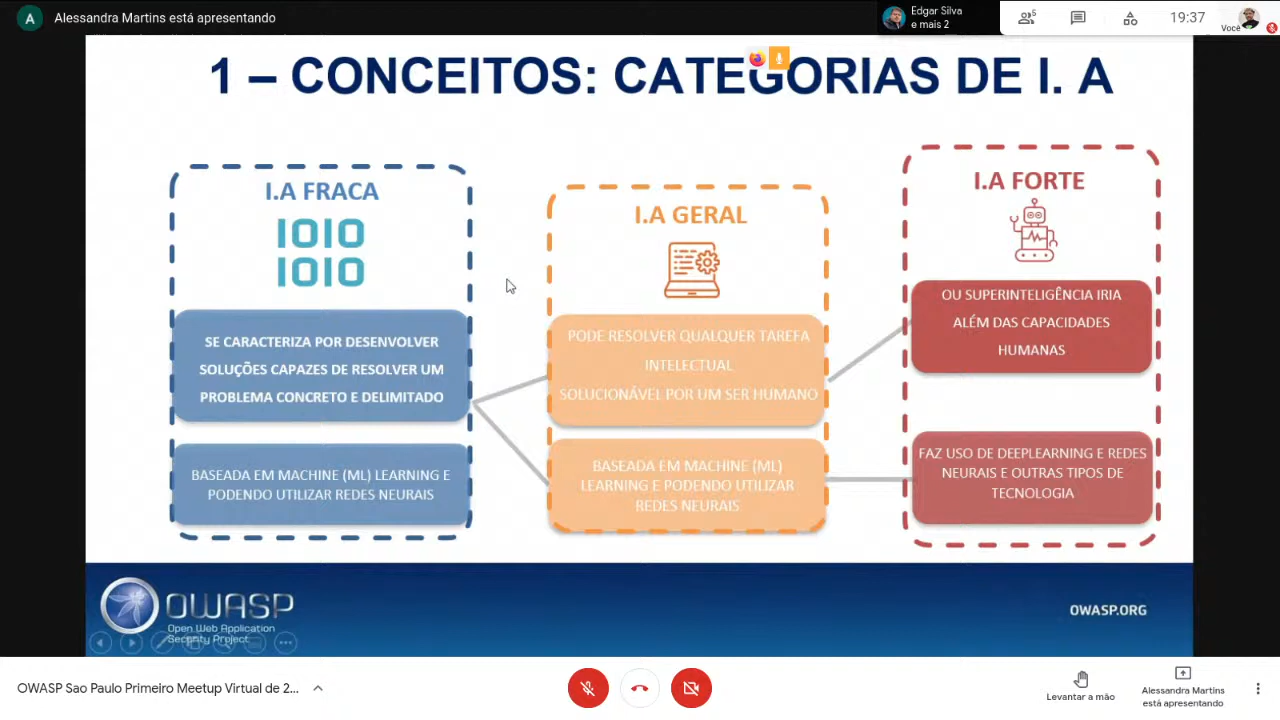 A
Alessandra Martins está apresentando
Edgar Silva
e mais 2
5
19:37
Você
1 – CONCEITOS: CATEGORIAS DE I. A
I.A FRACA
IOIO
IOIO
SE CARACTERIZA POR DESENVOLVER
SOLUÇÕES CAPAZES DE RESOLVER UM
PROBLEMA CONCRETO E DELIMITADO
BASEADA EM MACHINE (ML) LEARNING E
PODENDO UTILIZAR REDES NEURAIS
I.A GERAL
PODE RESOLVER QUALQUER TAREFA
INTELECTUAL
SOLUCIONÁVEL POR UM SER HUMANO
BASEADA EM MACHINE (ML)
LEARNING E PODENDO UTILIZAR
REDES NEURAIS
I.A FORTE
OU SUPERINTELIGÊNCIA IRIA
ALÉM DAS CAPACIDADES
HUMANAS
FAZ USO DE DEEPLEARNING E REDES
NEURAIS E OUTRAS TIPOS DE
TECNOLOGIA
OWASP
Open Web Application
Security Project
OWASP.ORG
OWASP Sao Paulo Primeiro Meetup Virtual de 2...
Levantar a mão
Alessandra Martins
está apresentando